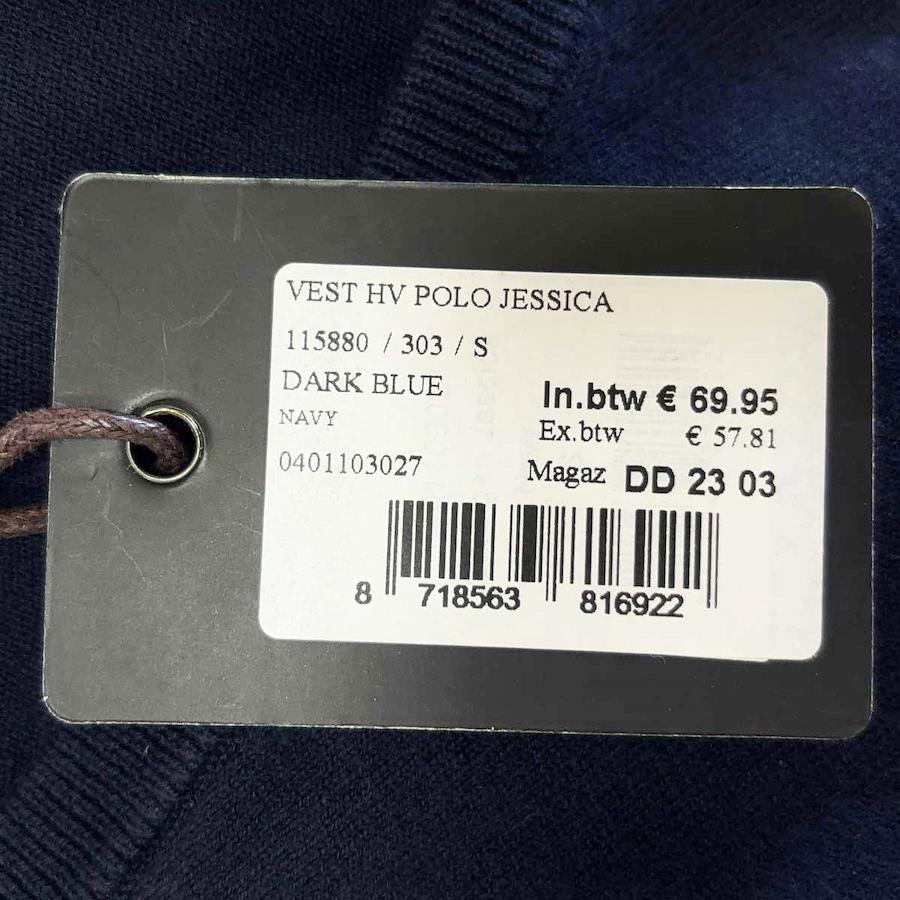 VEST HV POLO JESSICA
115880 / 303 / S
DARK BLUE
In.btw € 69.95
NAVY
Ex.btw € 57.81
0401103027
Magaz DD 23 03
8 718563 816922